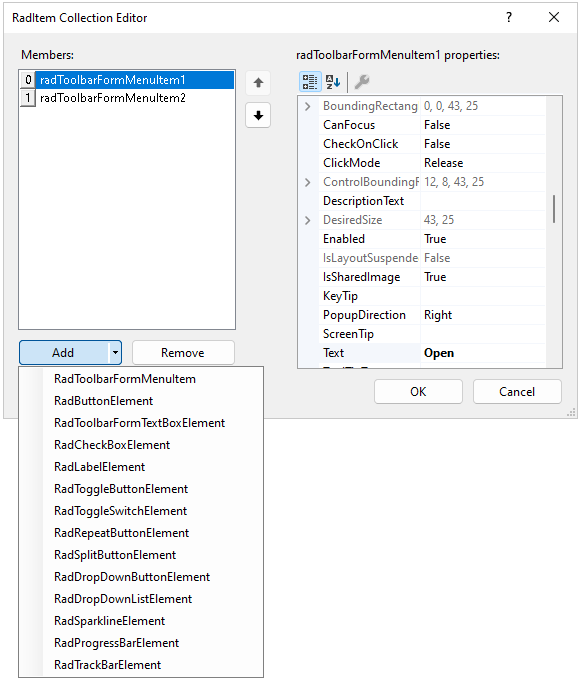 RadItem Collection Editor
?
Members:
0 radToolbarFormMenuItem1
1 radToolbarFormMenuItem2
radToolbarFormMenuItem1 properties:
BoundingRectang 0, 0, 43, 25
CanFocus False
CheckOnClick False
ClickMode Release
ControlBoundingR 12, 8, 43, 25
DescriptionText
DesiredSize 43, 25
Enabled True
IsLayoutSuspende False
IsSharedImage True
KeyTip
PopupDirection Right
ScreenTip
Text Open
Add
Remove
OK
Cancel
RadToolbarFormMenuItem
RadButtonElement
RadToolbarFormTextBoxElement
RadCheckBoxElement
RadLabelElement
RadToggleButtonElement
RadToggleSwitchElement
RadRepeatButtonElement
RadSplitButtonElement
RadDropDownButtonElement
RadDropDownListElement
RadSparklineElement
RadProgressBarElement
RadTrackBarElement